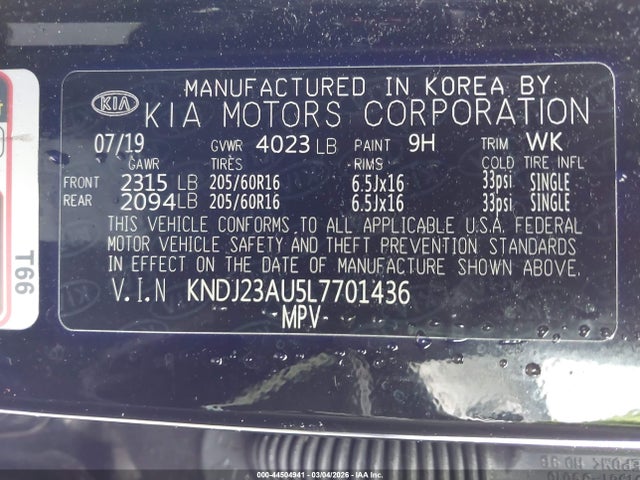 MANUFACTURED IN KOREA BY
KIA KIA MOTORS CORPORATION
07/19 GVWR 4023 LB PAINT 9H TRIM WK
GAWR TIRES RIMS COLD TIRE INFL
FRONT 2315 LB 205/60R16 6.5Jx16 33psi SINGLE
REAR 2094 LB 205/60R16 6.5Jx16 33psi SINGLE
THIS VEHICLE CONFORMS TO ALL APPLICABLE U.S.A. FEDERAL
MOTOR VEHICLE SAFETY AND THEFT PREVENTION STANDARDS
IN EFFECT ON THE DATE OF MANUFACTURE SHOWN ABOVE.
V.I.N KNDJ23AU5L7701436
-MPV-
T66
000-44504941 - 03/04/2026 - IAA Inc.